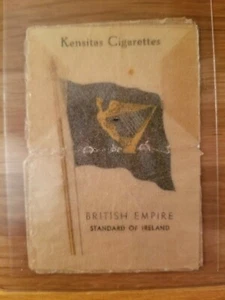 Kensitas Cigarettes
BRITISH EMPIRE
STANDARD OF IRELAND